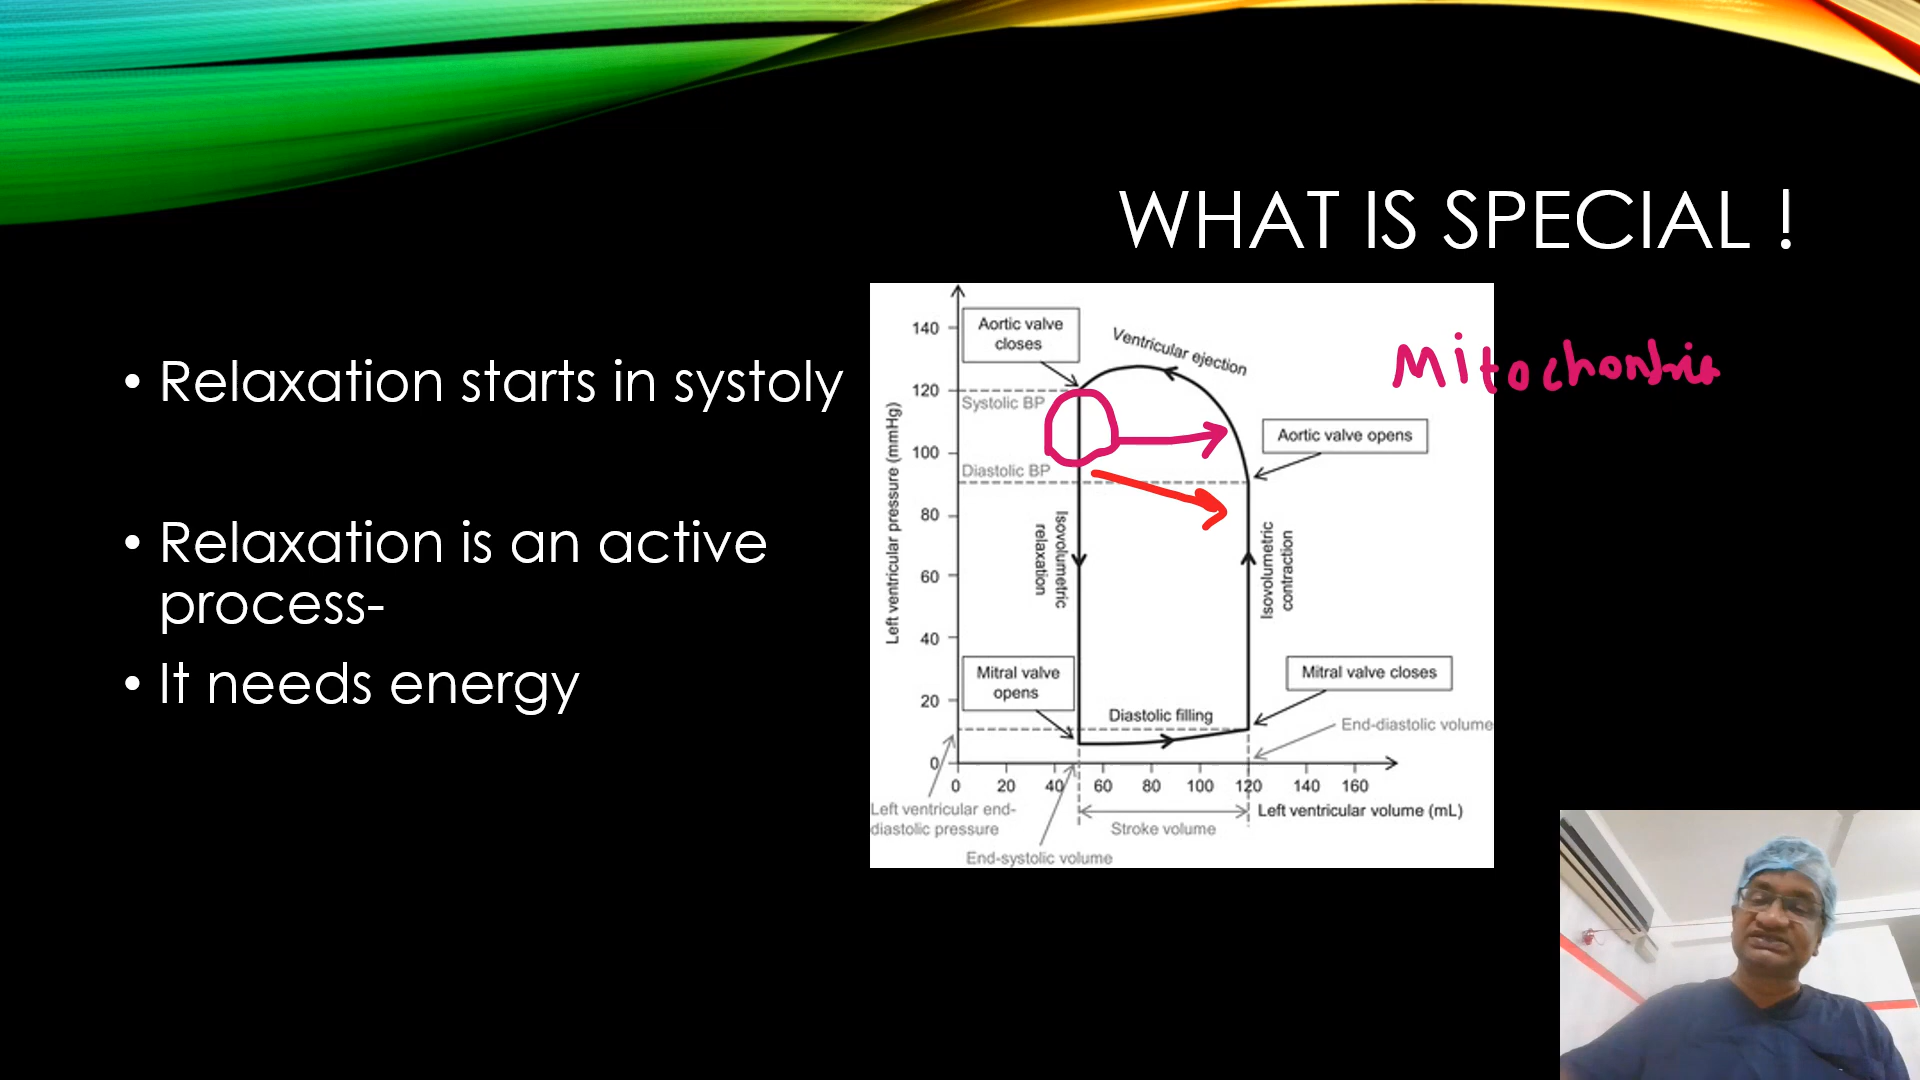 WHAT IS SPECIAL !
• Relaxation starts in systoly
• Relaxation is an active
process-
• It needs energy
Mitochondria
Left ventricular pressure (mmHg)
140
120
100
80
60
40
20
0
Aortic valve
closes
Ventricular ejection
Systolic BP
Aortic valve opens
Diastolic BP
Isovolumetric
relaxation
Isovolumetric
contraction
Mitral valve
opens
Mitral valve closes
Diastolic filling
End-diastolic volume
0 20 40 60 80 100 120 140 160
Left ventricular end-
diastolic pressure
Left ventricular volume (mL)
Stroke volume
End-systolic volume